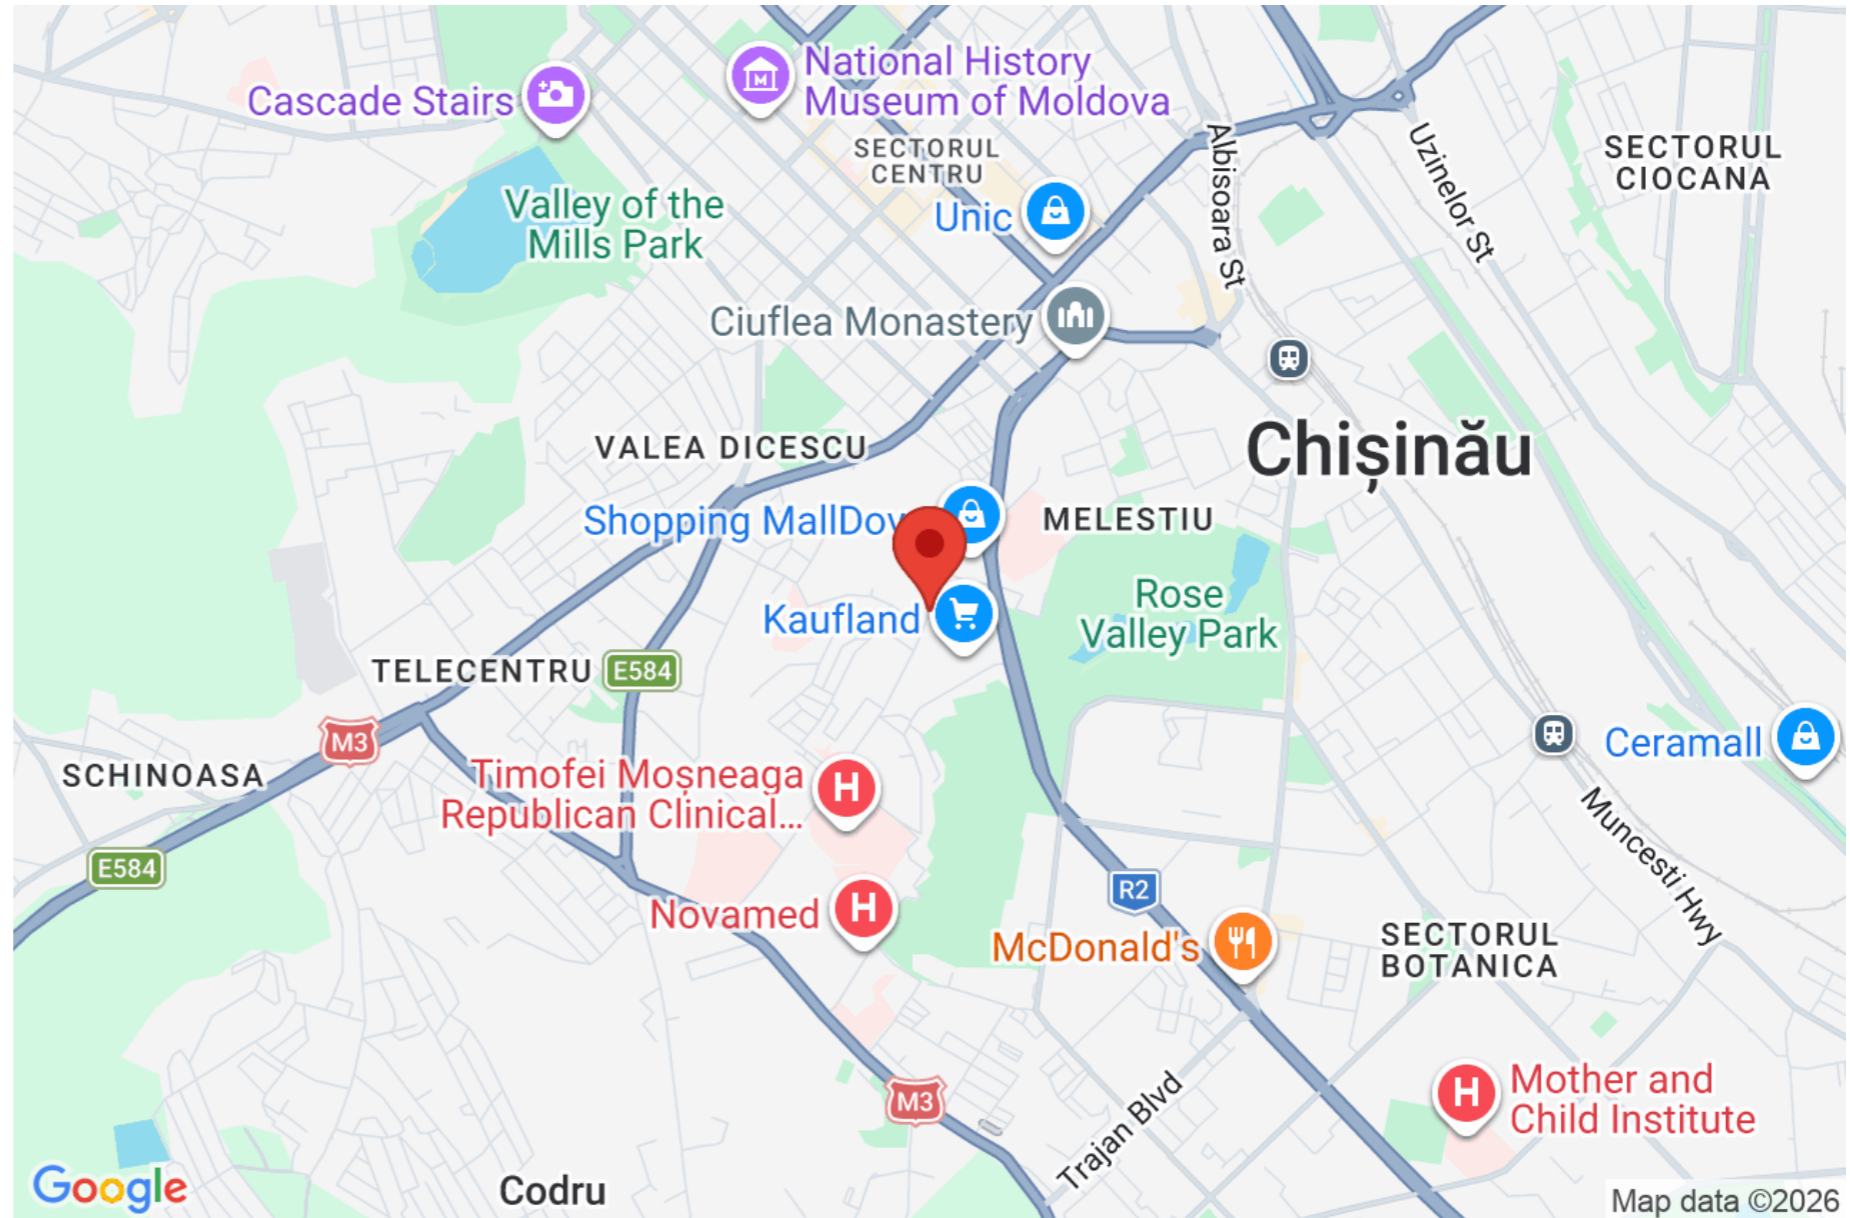 National History
Museum of Moldova
Cascade Stairs
SECTORUL
CENTRU
SECTORUL
CIOCANA
Albisoara St
Uzinelor St
Valley of the
Mills Park
Unic
Ciuflea Monastery
Chișinău
VALEA DICESCU
Shopping MallDov
MELESTIU
Rose
Valley Park
Kaufland
TELECENTRU
E584
M3
SCHINOASA
Timofei Moșneaga
Republican Clinical...
Ceramall
E584
R2
Muncesti Hwy
Novamed
McDonald's
SECTORUL
BOTANICA
M3
Trajan Blvd
Mother and
Child Institute
Codru
Google
Map data ©2026